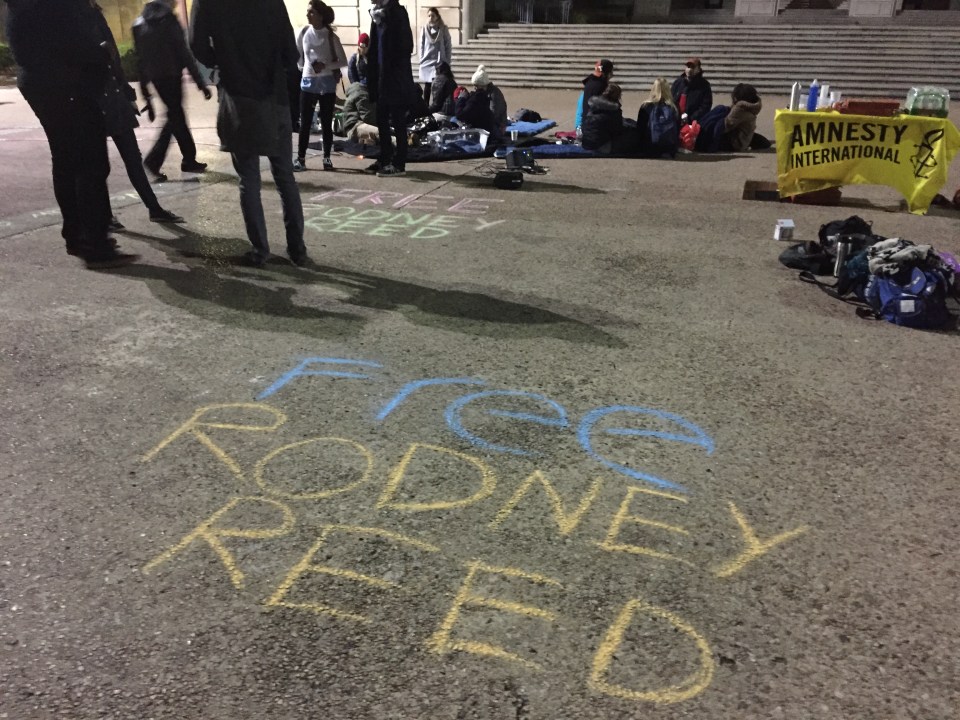 AMNESTY
INTERNATIONAL
FREE
RODNEY
REED
Free
RODNEY
REED